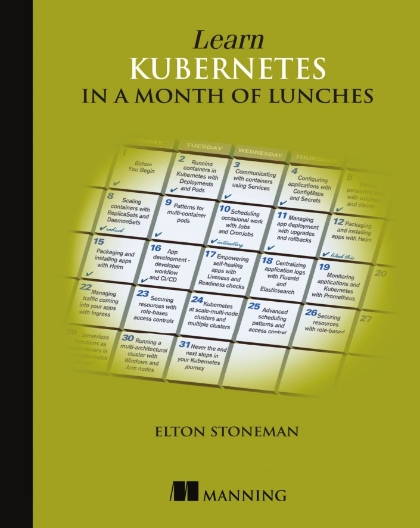 Learn
KUBERNETES
IN A MONTH OF LUNCHES
TUESDAY
WEDNESDAY
1 Before
You Begin
2 Running
containers in
Kubernetes with
Deployments
and Pods
3 Communicating
with containers
using Services
4 Configuring
applications with
ConfigMaps
and Secrets
8 Scaling
containers with
ReplicaSets and
DaemonSets
9 Patterns for
multi-container
pods
10 Scheduling
occasional work
with Jobs
and CronJobs
11 Managing
app deployment
with upgrades
and rollbacks
12 Packaging
and installing
apps with Helm
15
Packaging and
installing apps
with Helm
16 App
development -
developer
workflow
and CI/CD
17 Empowering
self-healing apps
with Liveness and
Readiness checks
18 Centralizing
application logs
with Fluentd
and Elasticsearch
19
Monitoring
applications and
Kubernetes
with Prometheus
20
22 Managing
traffic coming
into your apps
with Ingress
23 Securing
resources with
role-based
access controls
24 Kubernetes
at scale-multi-node
clusters and
multiple clusters
25 Advanced
scheduling
patterns and
access control
26 Securing
resources
with role-based
27
30 Running a
multi-architectural
cluster with
Windows and
Arm nodes
31 Never the end
next steps in
your Kubernetes
journey
ELTON STONEMAN
MANNING